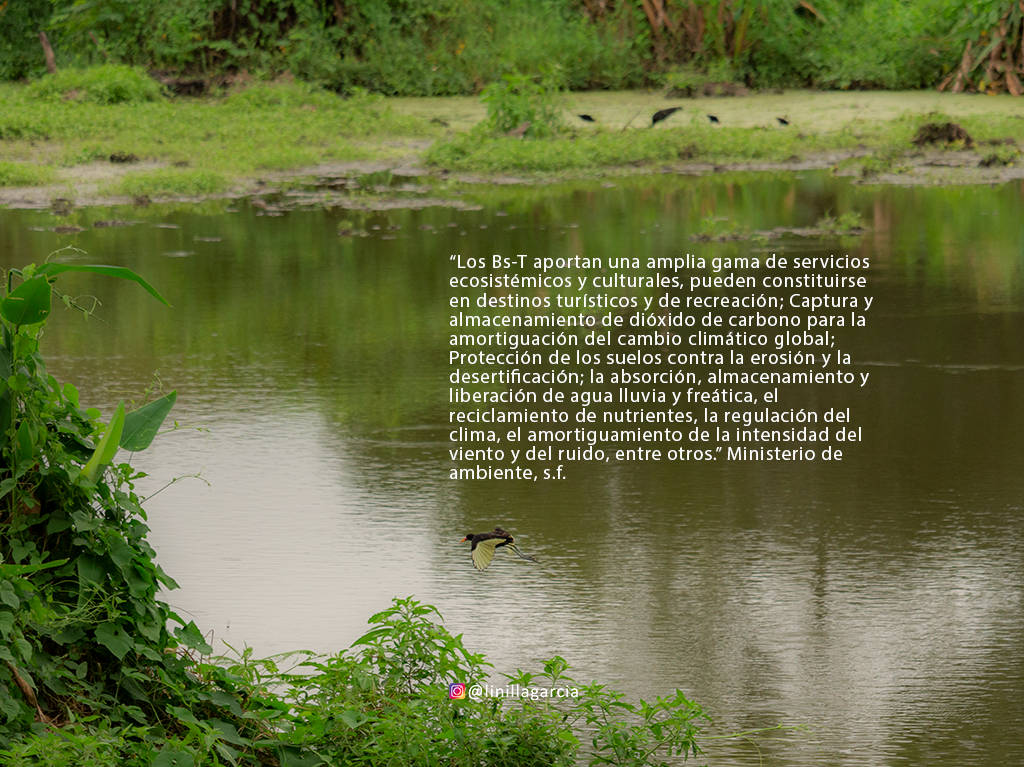 “Los Bs-T aportan una amplia gama de servicios
ecosistémicos y culturales, pueden constituirse
en destinos turísticos y de recreación; Captura y
almacenamiento de dióxido de carbono para la
amortiguación del cambio climático global;
Protección de los suelos contra la erosión y la
desertificación; la absorción, almacenamiento y
liberación de agua lluvia y freática, el
reciclamiento de nutrientes, la regulación del
clima, el amortiguamiento de la intensidad del
viento y del ruido, entre otros.” Ministerio de
ambiente, s.f.
@linillagarcia